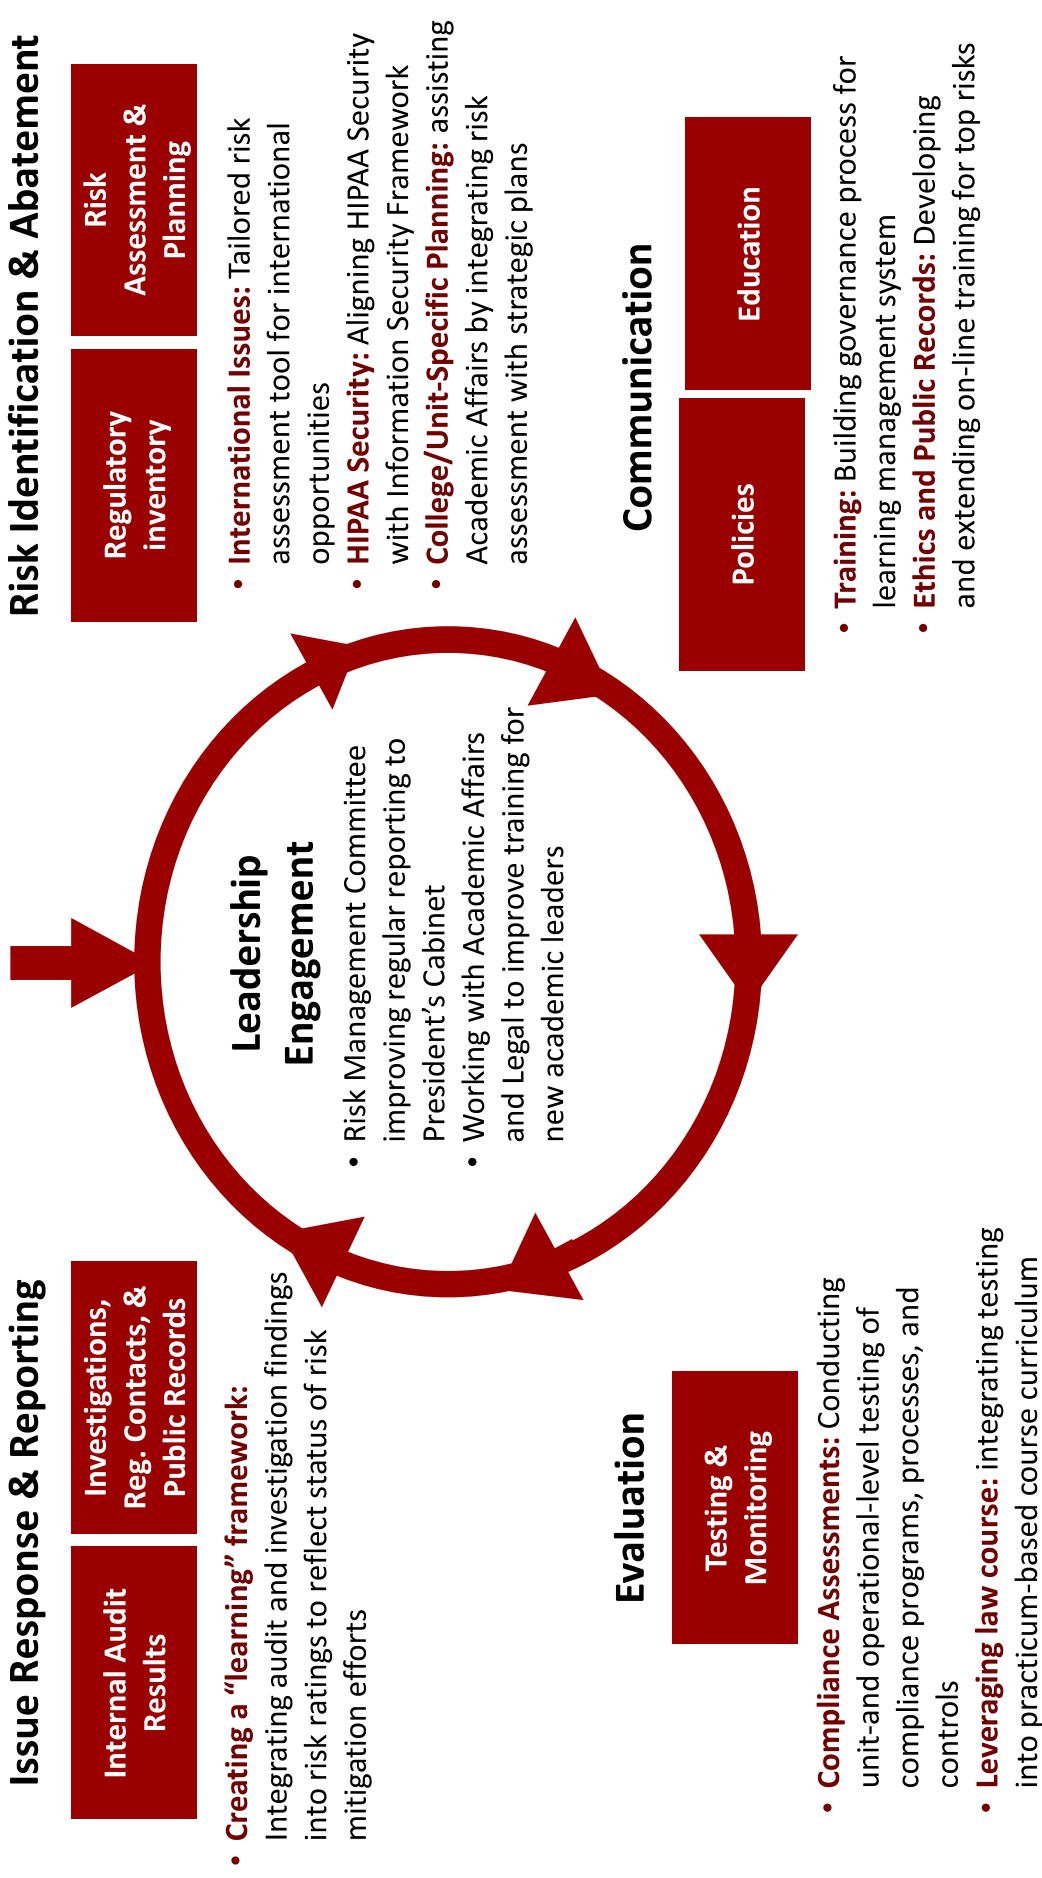 Issue Response & Reporting
Internal Audit
Results
Investigations,
Reg. Contacts, &
Public Records
• Creating a “learning” framework:
Integrating audit and investigation findings
into risk ratings to reflect status of risk
mitigation efforts
Leadership
Engagement
• Risk Management Committee
improving regular reporting to
President’s Cabinet
• Working with Academic Affairs
and Legal to improve training for
new academic leaders
Risk Identification & Abatement
Regulatory
inventory
Risk
Assessment &
Planning
• International Issues: Tailored risk
assessment tool for international
opportunities
• HIPAA Security: Aligning HIPAA Security
with Information Security Framework
• College/Unit-Specific Planning: assisting
Academic Affairs by integrating risk
assessment with strategic plans
Evaluation
Testing &
Monitoring
• Compliance Assessments: Conducting
unit-and operational-level testing of
compliance programs, processes, and
controls
• Leveraging law course: integrating testing
into practicum-based course curriculum
Communication
Policies
Education
• Training: Building governance process for
learning management system
• Ethics and Public Records: Developing
and extending on-line training for top risks